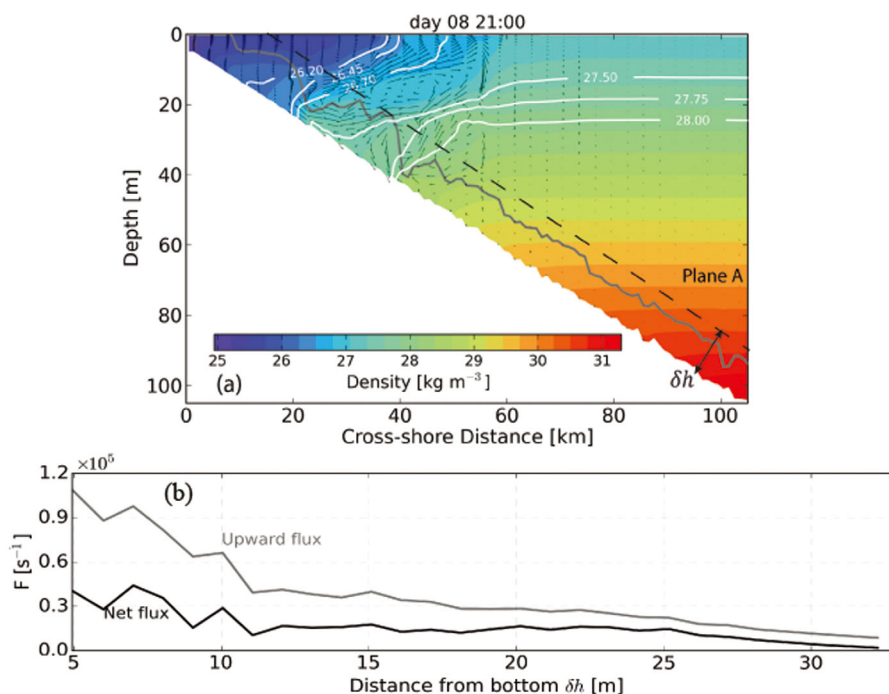 day 08 21:00
0
20
40
60
80
100
Depth [m]
26.20
26.45
26.70
27.50
27.75
28.00
Plane A
25 26 27 28 29 30 31
Density [kg m⁻³]
(a)
δh
0 20 40 60 80 100
Cross-shore Distance [km]
×10⁵
1.2
0.9
0.6
0.3
0.0
F [s⁻¹]
(b)
Upward flux
Net flux
5 10 15 20 25 30
Distance from bottom δh [m]